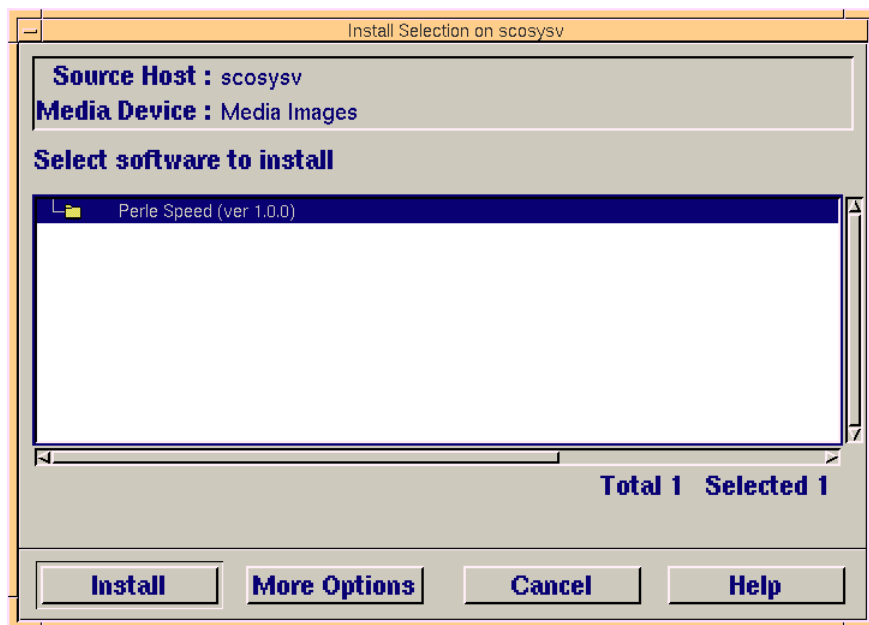 Install Selection on scosysv
Source Host : scosysv
Media Device : Media Images
Select software to install
Perle Speed (ver 1.0.0)
Total 1 Selected 1
Install More Options Cancel Help